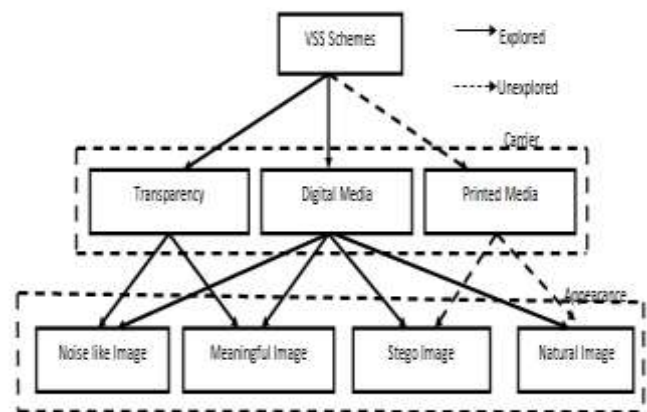 VSS Schemes
Explored
Unexplored
Carrier
Transparency
Digital Media
Printed Media
Appearance
Noise like Image
Meaningful Image
Stego Image
Natural Image